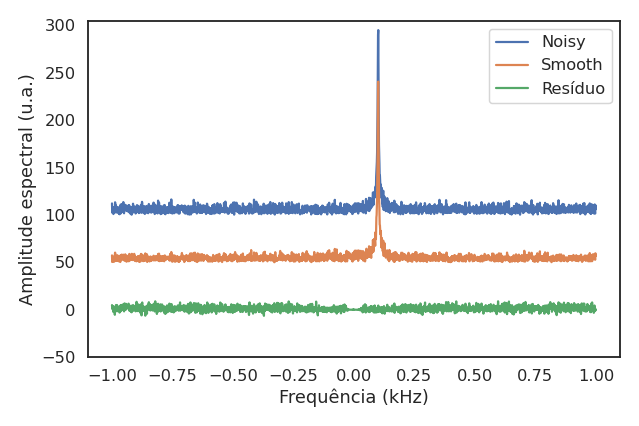 300
250
200
150
100
50
0
−50
Amplitude espectral (u.a.)
Noisy
Smooth
Resíduo
−1.00 −0.75 −0.50 −0.25 0.00 0.25 0.50 0.75 1.00
Frequência (kHz)